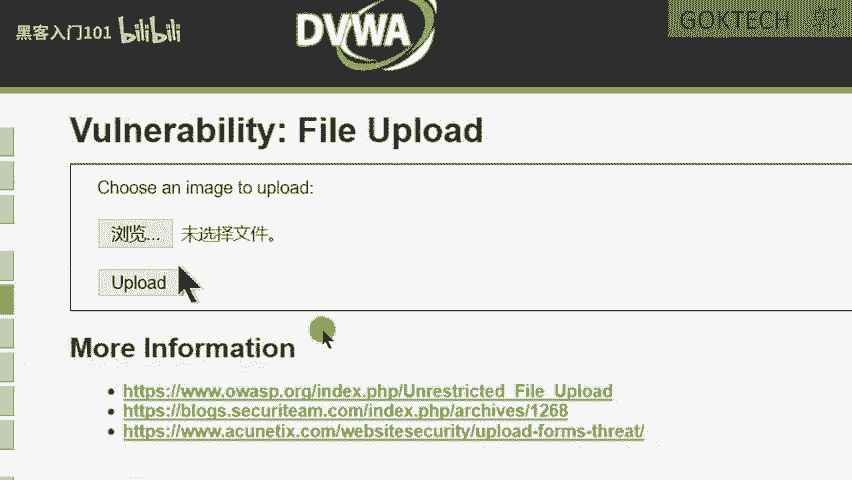 黑客入门101 bilibili
DVWA
GOKTECH
Vulnerability: File Upload
Choose an image to upload:
浏览... 未选择文件。
Upload
More Information
https://www.owasp.org/index.php/Unrestricted_File_Upload
https://blogs.securiteam.com/index.php/archives/1268
https://www.acunetix.com/websitesecurity/upload-forms-threat/